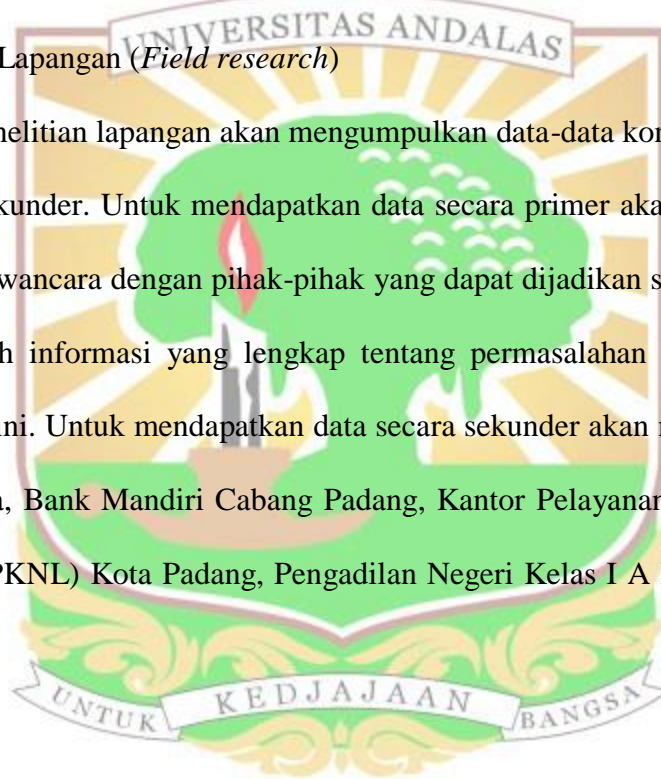 UNIVERSITAS ANDALAS
Lapangan (Field research)
nelitian lapangan akan mengumpulkan data-data kon
kunder. Untuk mendapatkan data secara primer aka
wancara dengan pihak-pihak yang dapat dijadikan s
h informasi yang lengkap tentang permasalahan
ini. Untuk mendapatkan data secara sekunder akan
a, Bank Mandiri Cabang Padang, Kantor Pelayanan
PKNL) Kota Padang, Pengadilan Negeri Kelas I A
UNTUK KEDJAJAAN BANGSA